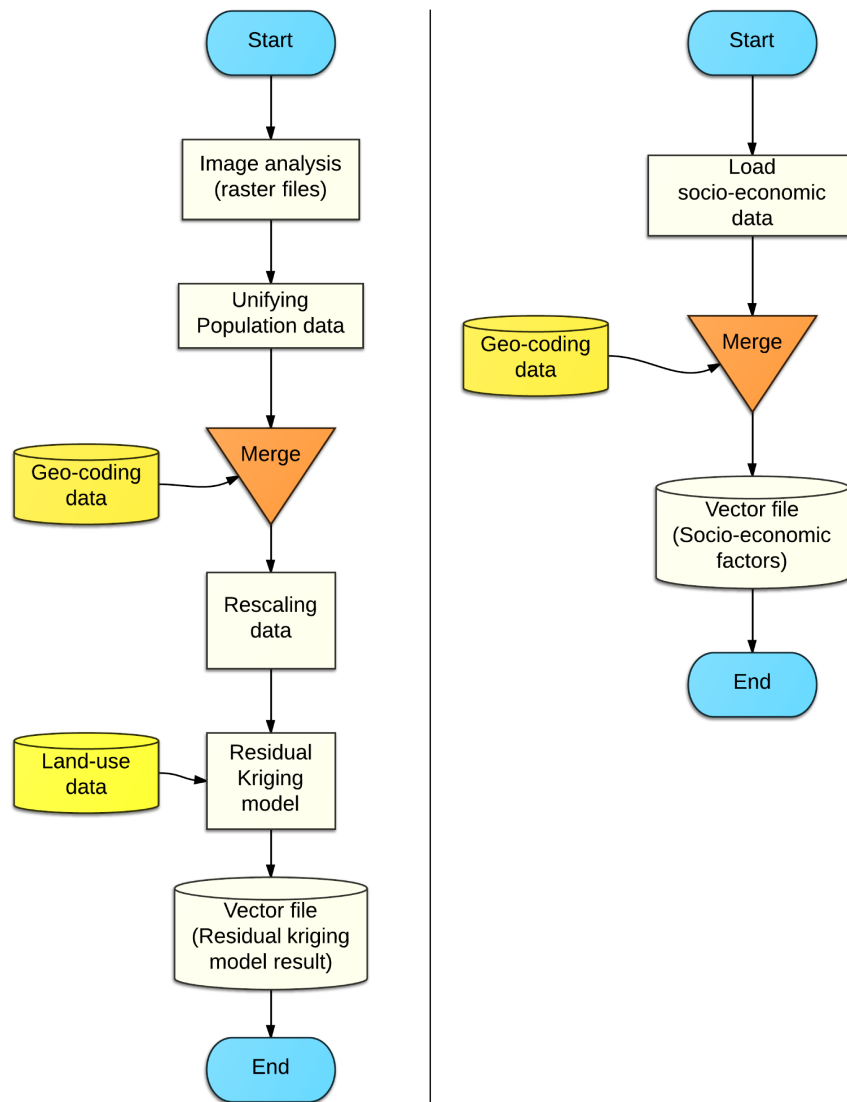 Start
Image analysis
(raster files)
Unifying
Population data
Merge
Geo-coding
data
Rescaling
data
Land-use
data
Residual
Kriging
model
Vector file
(Residual kriging
model result)
End
Start
Load
socio-economic
data
Geo-coding
data
Merge
Vector file
(Socio-economic
factors)
End